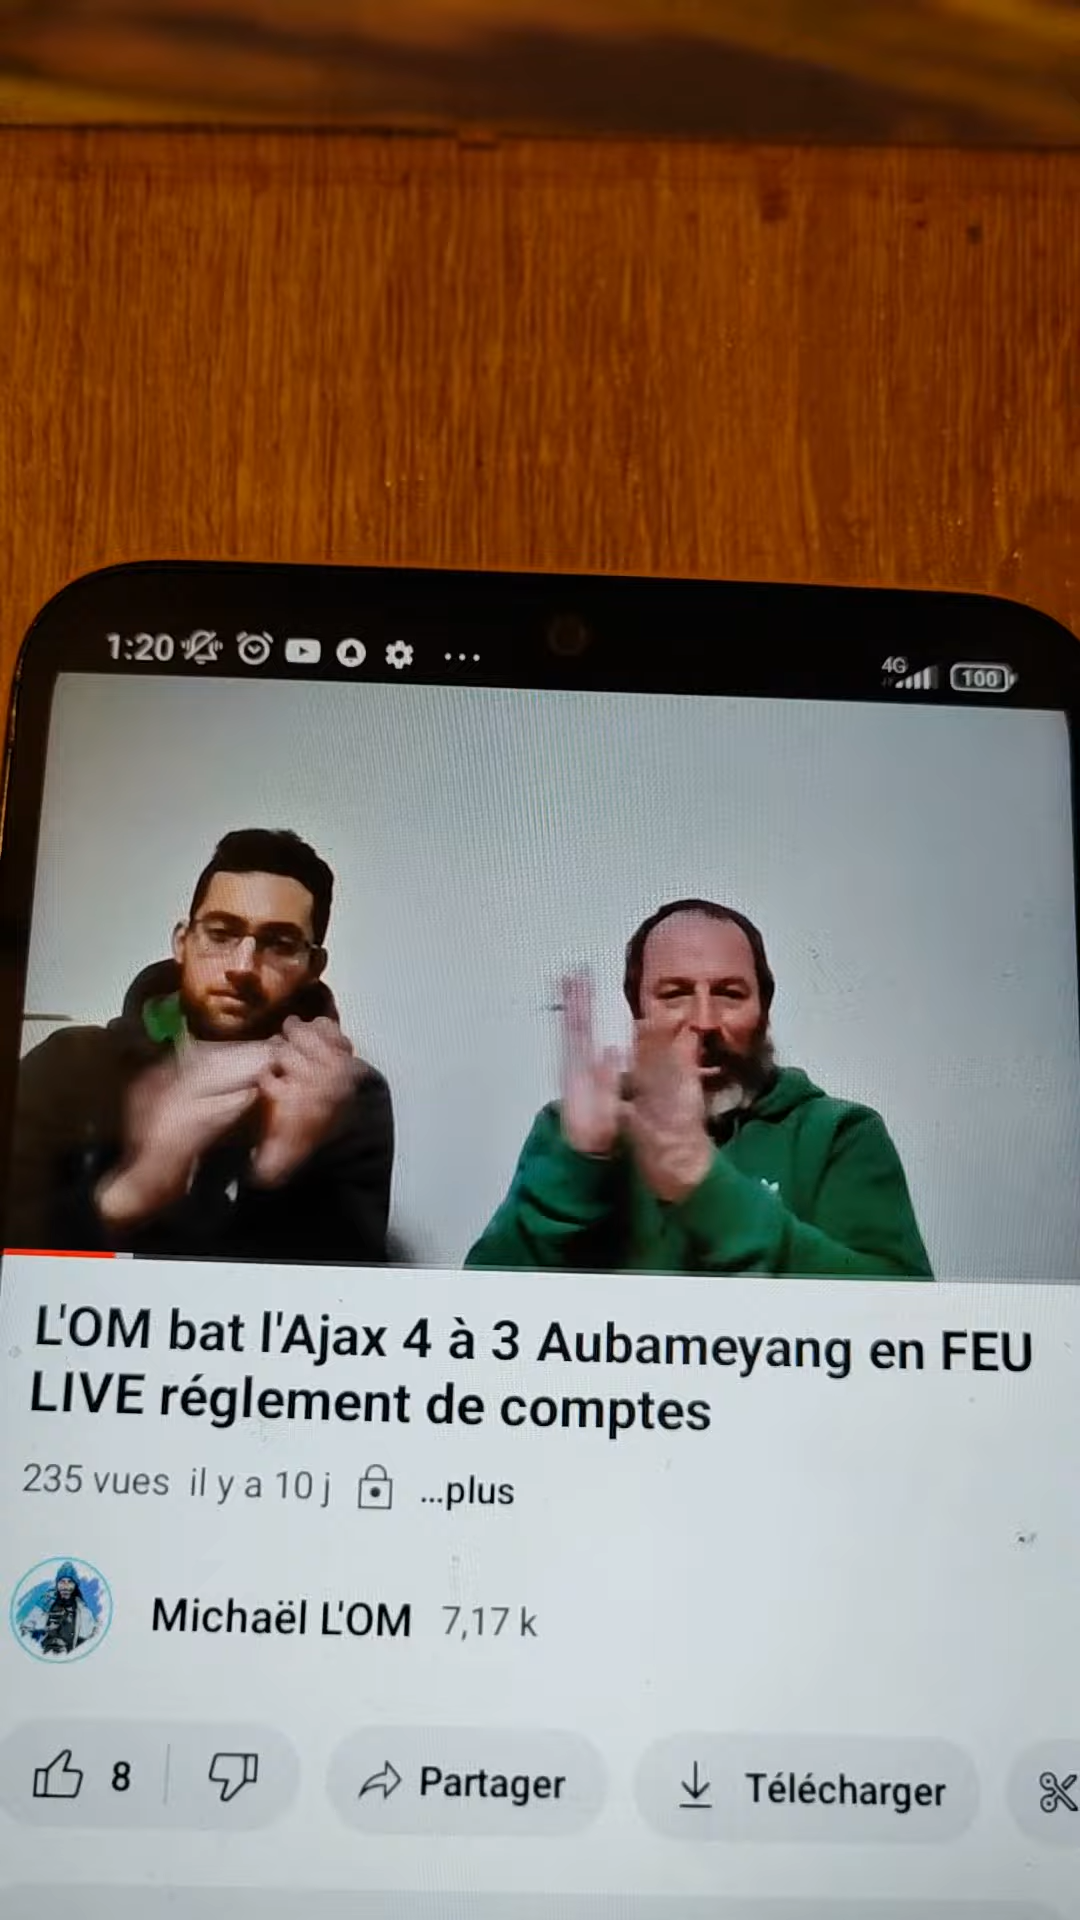 1:20
4G
100
L'OM bat l'Ajax 4 à 3 Aubameyang en FEU
LIVE réglement de comptes
235 vues il y a 10 j ...plus
Michaël L'OM 7,17 k
8 Partager Télécharger